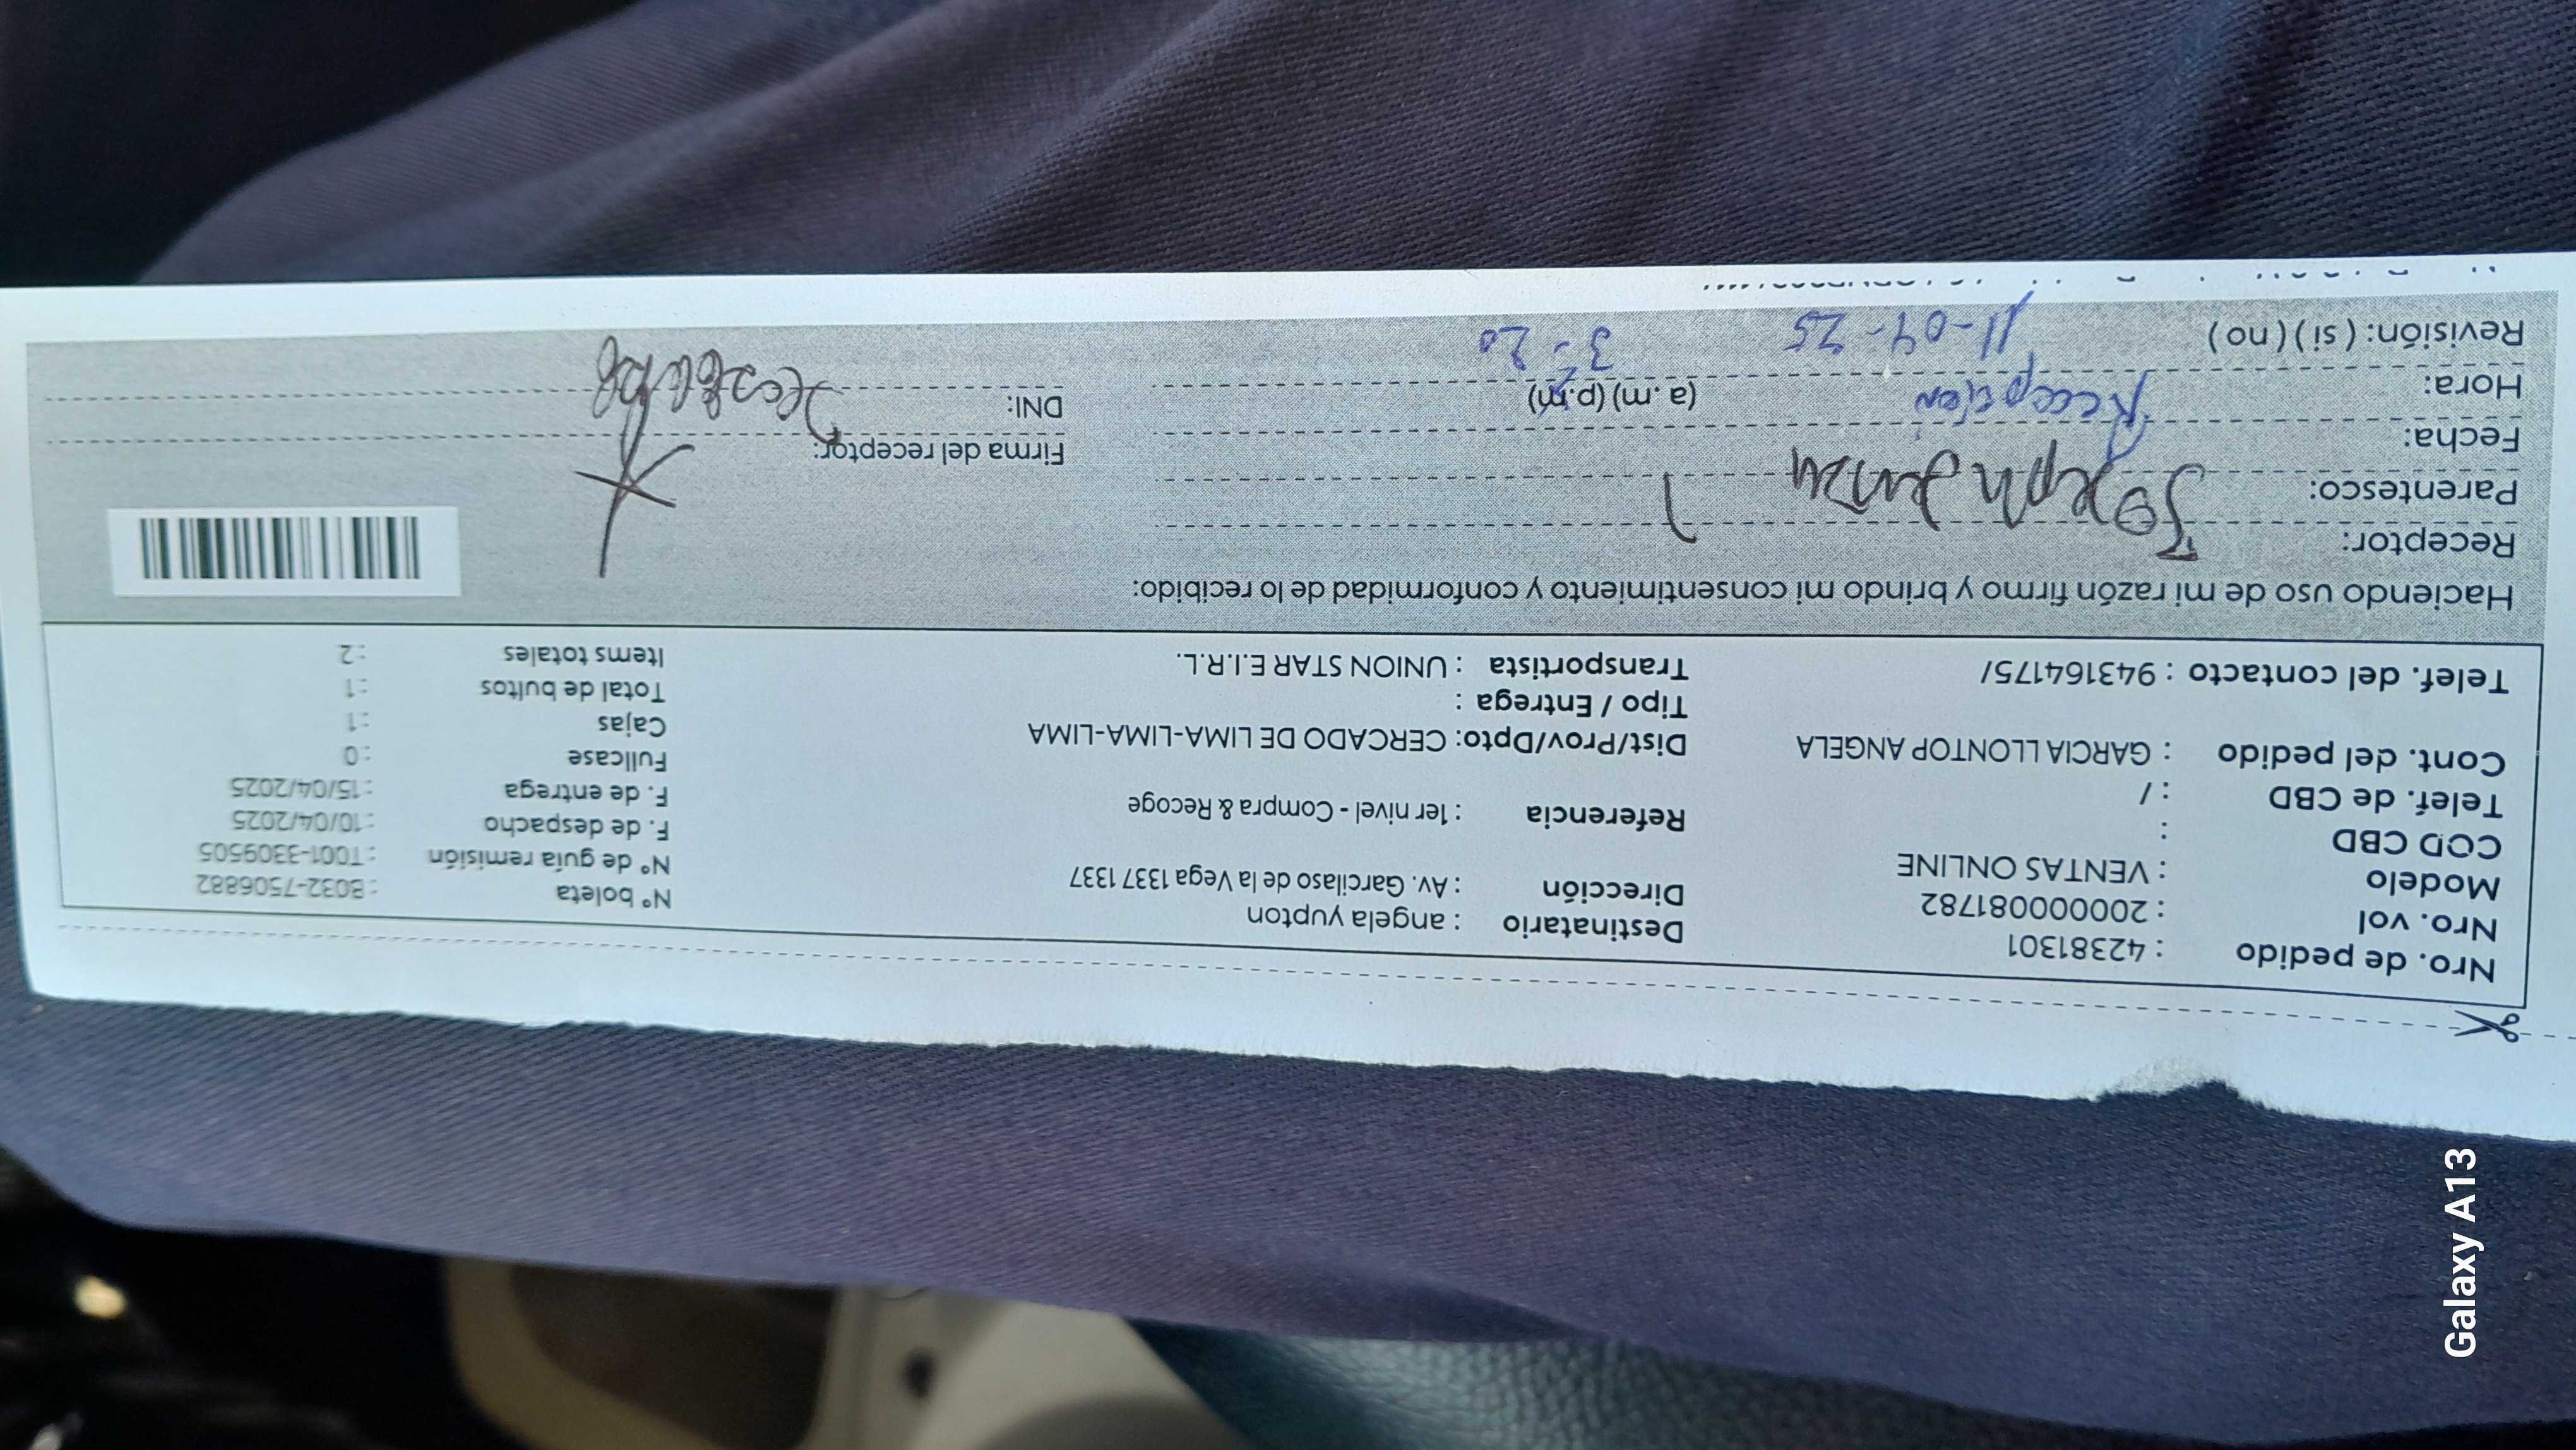 Nro. de pedido : 42381301
Nro. vol : 20000081782
Modelo : VENTAS ONLINE
COD CBD :
Telef. de CBD : /
Cont. del pedido : GARCIA LLONTOP ANGELA
Telef. del contacto : 943164175/
Destinatario : angela yupton
Dirección : Av. Garcilaso de la Vega 1337 1337
Referencia : 1er nivel - Compra & Recoge
Dist/Prov/Dpto: CERCADO DE LIMA-LIMA-LIMA
Tipo / Entrega :
Transportista : UNION STAR E.I.R.L.
N° boleta : B032-7506882
N° de guía remisión : T001-3309505
F. de despacho : 10/04/2025
F. de entrega : 15/04/2025
Fullcase : 0
Cajas : 1
Total de bultos : 1
Items totales : 2
Haciendo uso de mi razón firmo y brindo mi consentimiento y conformidad de lo recibido:
Receptor: Joseph
Parentesco:
Fecha: Recepción
Hora: (a.m) (p.m)
Revisión: (si) (no) 11-04-25 3-20
Firma del receptor:
DNI:
Galaxy A13